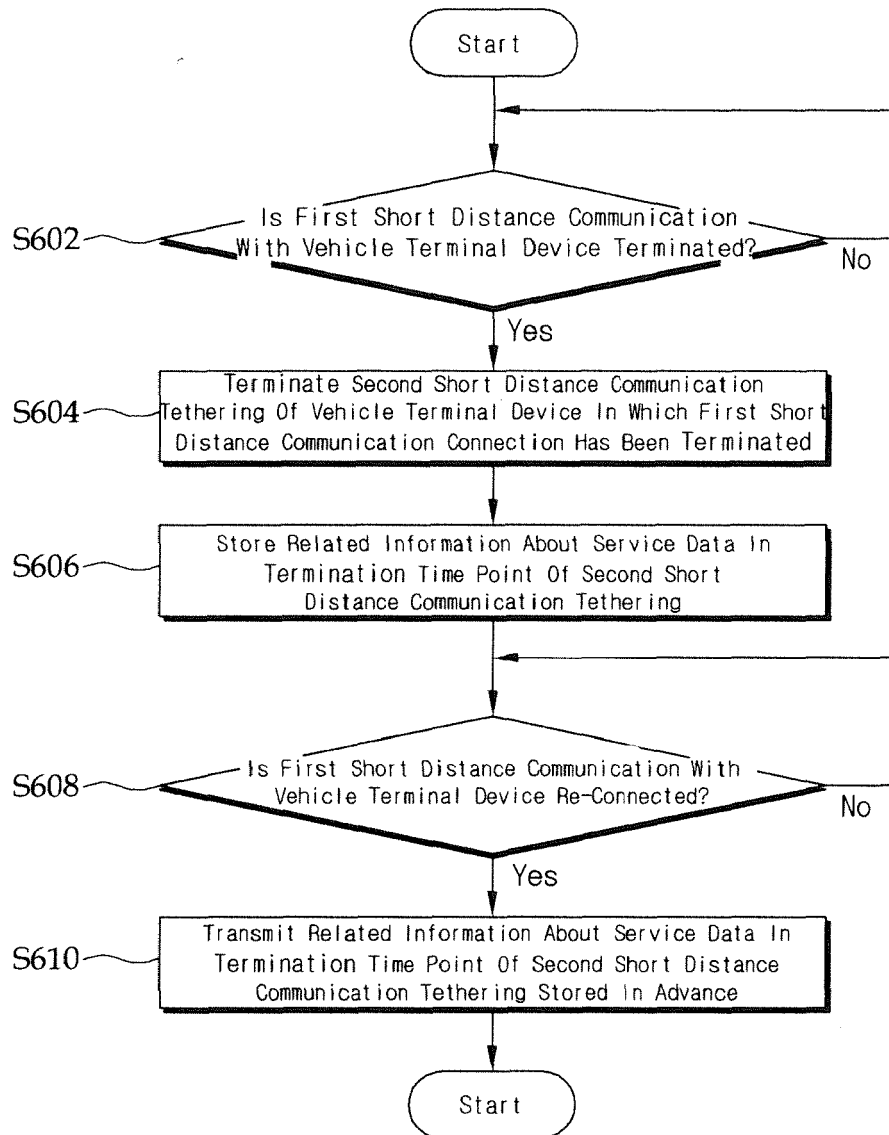 Start
S602
Is First Short Distance Communication
With Vehicle Terminal Device Terminated?
No
Yes
S604
Terminate Second Short Distance Communication
Tethering Of Vehicle Terminal Device In Which First Short
Distance Communication Connection Has Been Terminated
S606
Store Related Information About Service Data In
Termination Time Point Of Second Short
Distance Communication Tethering
S608
Is First Short Distance Communication With
Vehicle Terminal Device Re-Connected?
No
Yes
S610
Transmit Related Information About Service Data In
Termination Time Point Of Second Short Distance
Communication Tethering Stored In Advance
Start